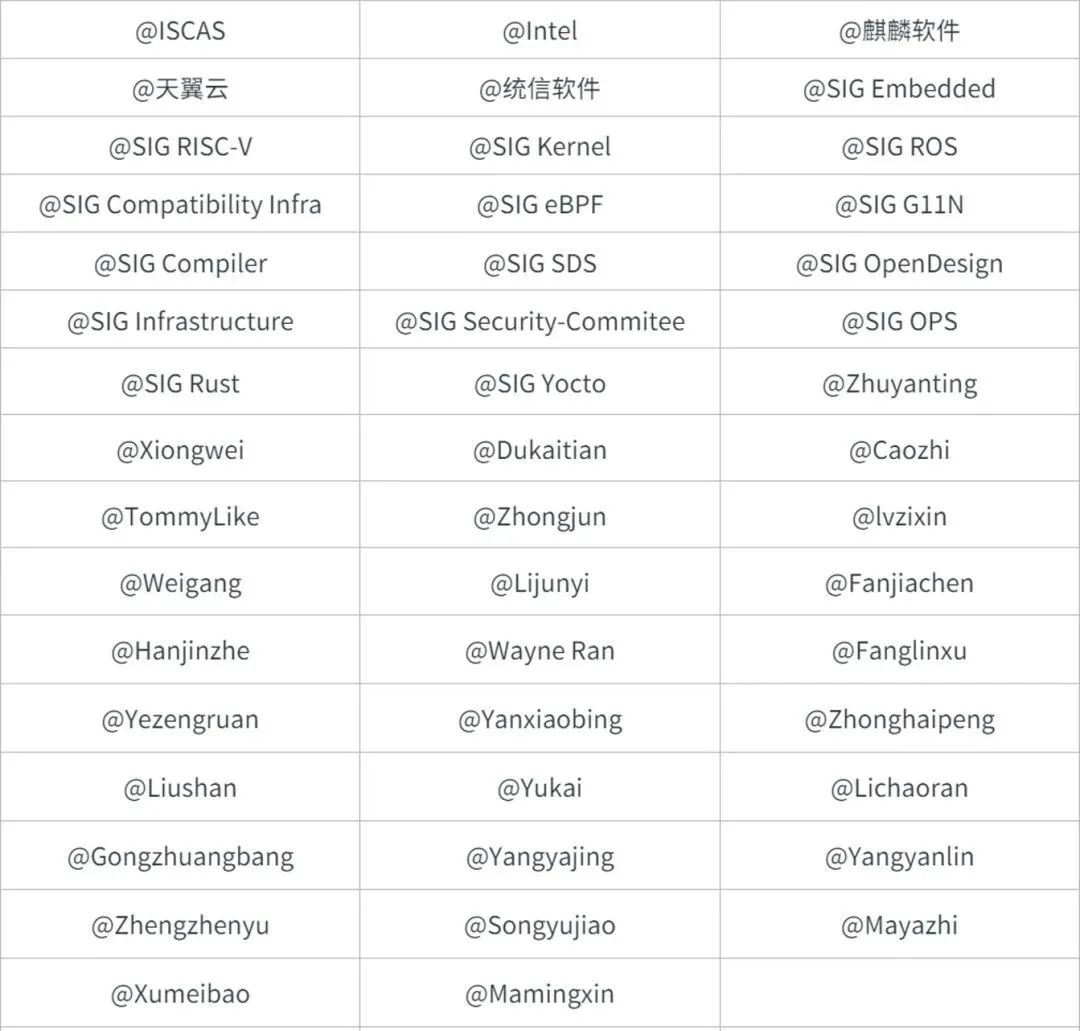 @ISCAS @Intel @麒麟软件
@天翼云 @统信软件 @SIG Embedded
@SIG RISC-V @SIG Kernel @SIG ROS
@SIG Compatibility Infra @SIG eBPF @SIG G11N
@SIG Compiler @SIG SDS @SIG OpenDesign
@SIG Infrastructure @SIG Security-Commitee @SIG OPS
@SIG Rust @SIG Yocto @Zhuyanting
@Xiongwei @Dukaitian @Caozhi
@TommyLike @Zhongjun @lvzixin
@Weigang @Lijunyi @Fanjiachen
@Hanjinzhe @Wayne Ran @Fanglinxu
@Yezengruan @Yanxiaobing @Zhonghaipeng
@Liushan @Yukai @Lichaoran
@Gongzhuangbang @Yangyajing @Yangyanlin
@Zhengzhenyu @Songyujiao @Mayazhi
@Xumeibao @Mamingxin